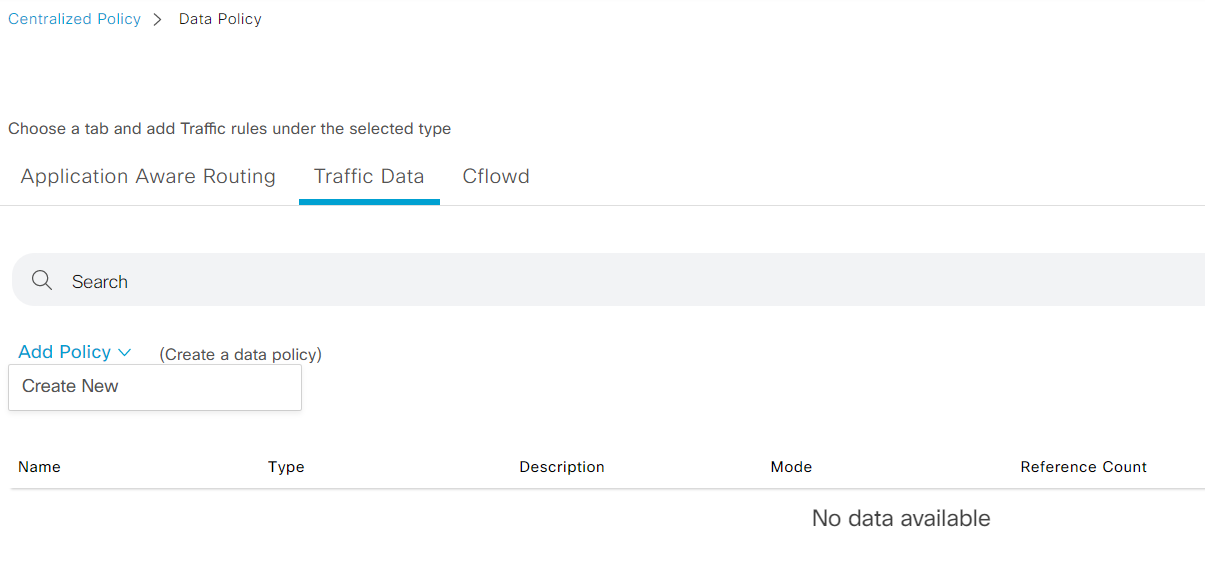 Centralized Policy > Data Policy
Choose a tab and add Traffic rules under the selected type
Application Aware Routing Traffic Data Cflowd
Search
Add Policy (Create a data policy)
Create New
Name Type Description Mode Reference Count
No data available